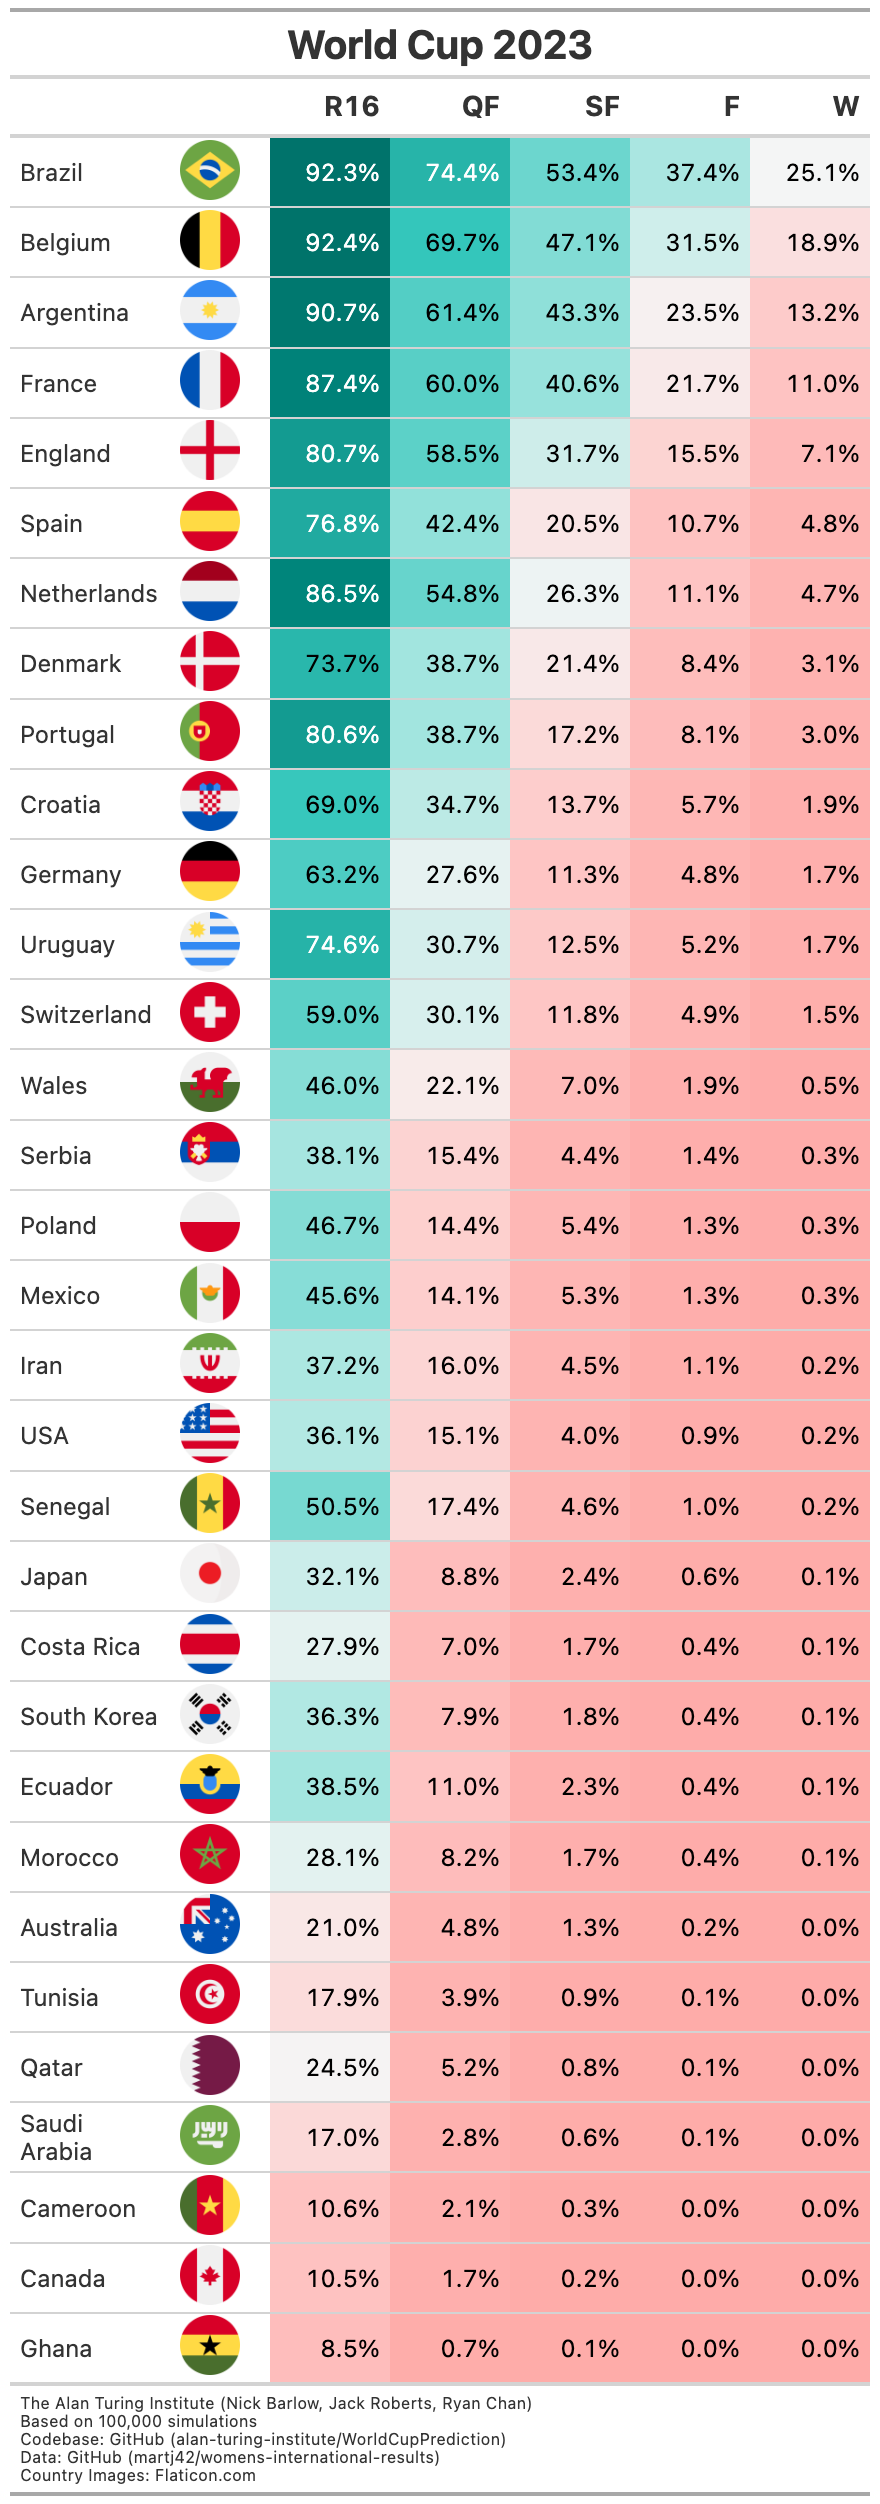 World Cup 2023
R16 QF SF F W
Brazil 92.3% 74.4% 53.4% 37.4% 25.1%
Belgium 92.4% 69.7% 47.1% 31.5% 18.9%
Argentina 90.7% 61.4% 43.3% 23.5% 13.2%
France 87.4% 60.0% 40.6% 21.7% 11.0%
England 80.7% 58.5% 31.7% 15.5% 7.1%
Spain 76.8% 42.4% 20.5% 10.7% 4.8%
Netherlands 86.5% 54.8% 26.3% 11.1% 4.7%
Denmark 73.7% 38.7% 21.4% 8.4% 3.1%
Portugal 80.6% 38.7% 17.2% 8.1% 3.0%
Croatia 69.0% 34.7% 13.7% 5.7% 1.9%
Germany 63.2% 27.6% 11.3% 4.8% 1.7%
Uruguay 74.6% 30.7% 12.5% 5.2% 1.7%
Switzerland 59.0% 30.1% 11.8% 4.9% 1.5%
Wales 46.0% 22.1% 7.0% 1.9% 0.5%
Serbia 38.1% 15.4% 4.4% 1.4% 0.3%
Poland 46.7% 14.4% 5.4% 1.3% 0.3%
Mexico 45.6% 14.1% 5.3% 1.3% 0.3%
Iran 37.2% 16.0% 4.5% 1.1% 0.2%
USA 36.1% 15.1% 4.0% 0.9% 0.2%
Senegal 50.5% 17.4% 4.6% 1.0% 0.2%
Japan 32.1% 8.8% 2.4% 0.6% 0.1%
Costa Rica 27.9% 7.0% 1.7% 0.4% 0.1%
South Korea 36.3% 7.9% 1.8% 0.4% 0.1%
Ecuador 38.5% 11.0% 2.3% 0.4% 0.1%
Morocco 28.1% 8.2% 1.7% 0.4% 0.1%
Australia 21.0% 4.8% 1.3% 0.2% 0.0%
Tunisia 17.9% 3.9% 0.9% 0.1% 0.0%
Qatar 24.5% 5.2% 0.8% 0.1% 0.0%
Saudi
Arabia 17.0% 2.8% 0.6% 0.1% 0.0%
Cameroon 10.6% 2.1% 0.3% 0.0% 0.0%
Canada 10.5% 1.7% 0.2% 0.0% 0.0%
Ghana 8.5% 0.7% 0.1% 0.0% 0.0%
The Alan Turing Institute (Nick Barlow, Jack Roberts, Ryan Chan)
Based on 100,000 simulations
Codebase: GitHub (alan-turing-institute/WorldCupPrediction)
Data: GitHub (martj42/womens-international-results)
Country Images: Flaticon.com